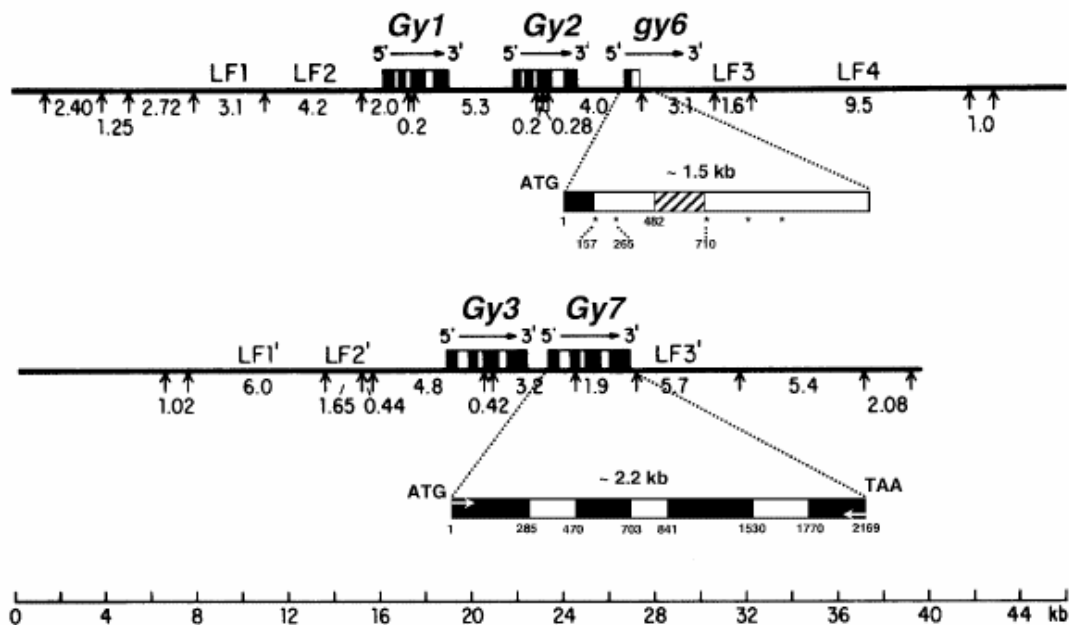 Gy1 Gy2 gy6
5' 3' 5' 3' 5' 3'
LF1 LF2 LF3 LF4
2.40 2.72 3.1 4.2 2.0 5.3 4.0 3.1 1.6 9.5
1.25 0.2 0.2 0.28 1.0
ATG ~ 1.5 kb
1 * * 482 * * *
157 265 710
Gy3 Gy7
5' 3' 5' 3'
LF1' LF2' LF3'
6.0 4.8 3.2 1.9 5.7 5.4
1.02 1.65 0.44 0.42 2.08
ATG ~ 2.2 kb TAA
1 285 470 703 841 1530 1770 2169
0 4 8 12 16 20 24 28 32 36 40 44 kb